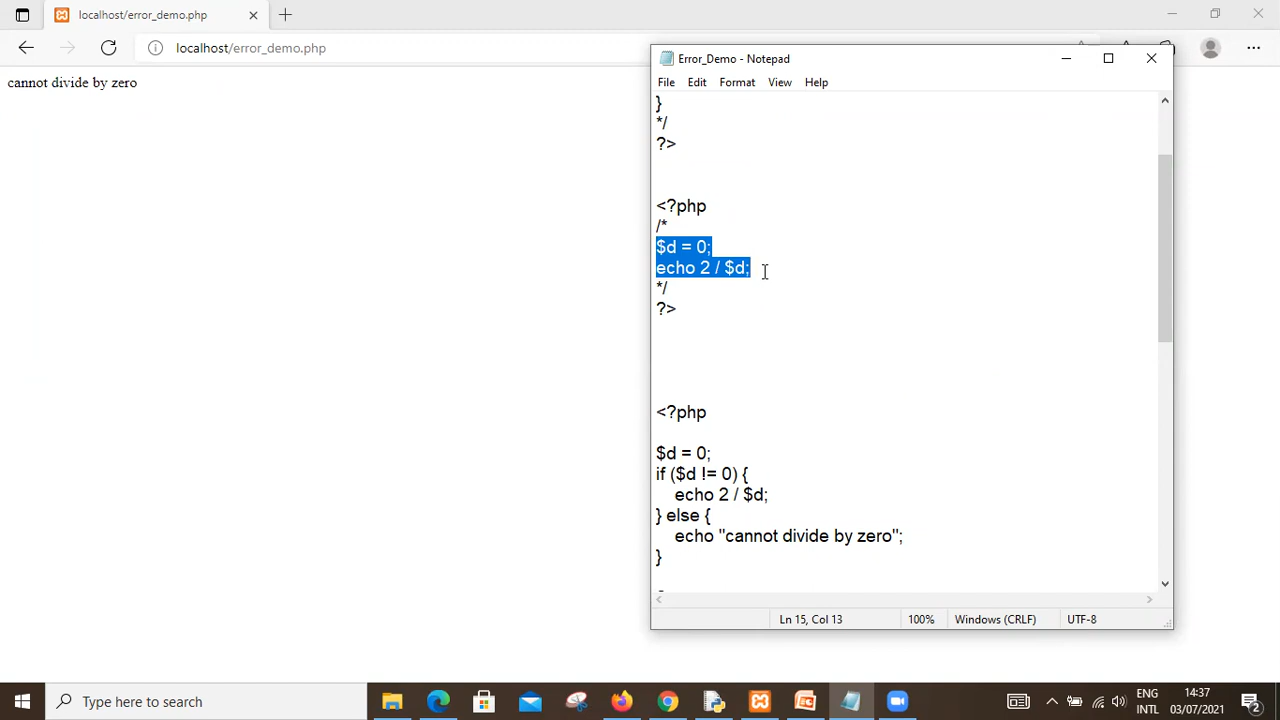 localhost/error_demo.php
localhost/error_demo.php
cannot divide by zero
Error_Demo - Notepad
File Edit Format View Help
}
*/
?>
<?php
/*
$d = 0;
echo 2 / $d;
*/
?>
<?php
$d = 0;
if ($d != 0) {
echo 2 / $d;
} else {
echo "cannot divide by zero";
}
Ln 15, Col 13 100% Windows (CRLF) UTF-8
Type here to search
ENG
INTL
14:37
03/07/2021
2